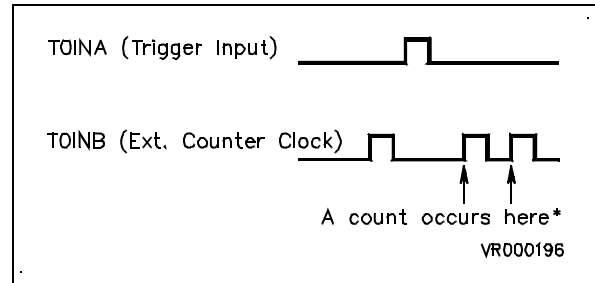 T0INA (Trigger Input)
T0INB (Ext. Counter Clock)
A count occurs here*
VR000196